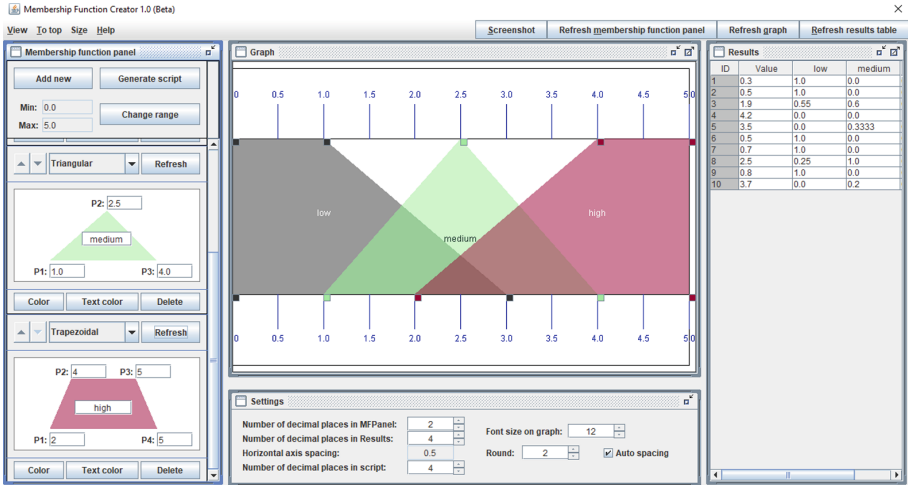 Membership Function Creator 1.0 (Beta)
View To top Size Help
Screenshot Refresh membership function panel Refresh graph Refresh results table
Membership function panel
Add new Generate script
Min: 0.0
Change range
Max: 5.0
Triangular Refresh
P2: 2.5
medium
P1: 1.0 P3: 4.0
Color Text color Delete
Trapezoidal Refresh
P2: 4 P3: 5
high
P1: 2 P4: 5
Color Text color Delete
Graph
0 0.5 1.0 1.5 2.0 2.5 3.0 3.5 4.0 4.5 5.0
low medium high
0 0.5 1.0 1.5 2.0 2.5 3.0 3.5 4.0 4.5 5.0
Settings
Number of decimal places in MFPanel: 2
Number of decimal places in Results: 4
Horizontal axis spacing: 0.5
Number of decimal places in script: 4
Font size on graph: 12
Round: 2 Auto spacing
Results
ID Value low medium
1 0.3 1.0 0.0
2 0.5 1.0 0.0
3 1.9 0.55 0.6
4 4.2 0.0 0.0
5 3.5 0.0 0.3333
6 0.5 1.0 0.0
7 0.7 1.0 0.0
8 2.5 0.25 1.0
9 0.8 1.0 0.0
10 3.7 0.0 0.2